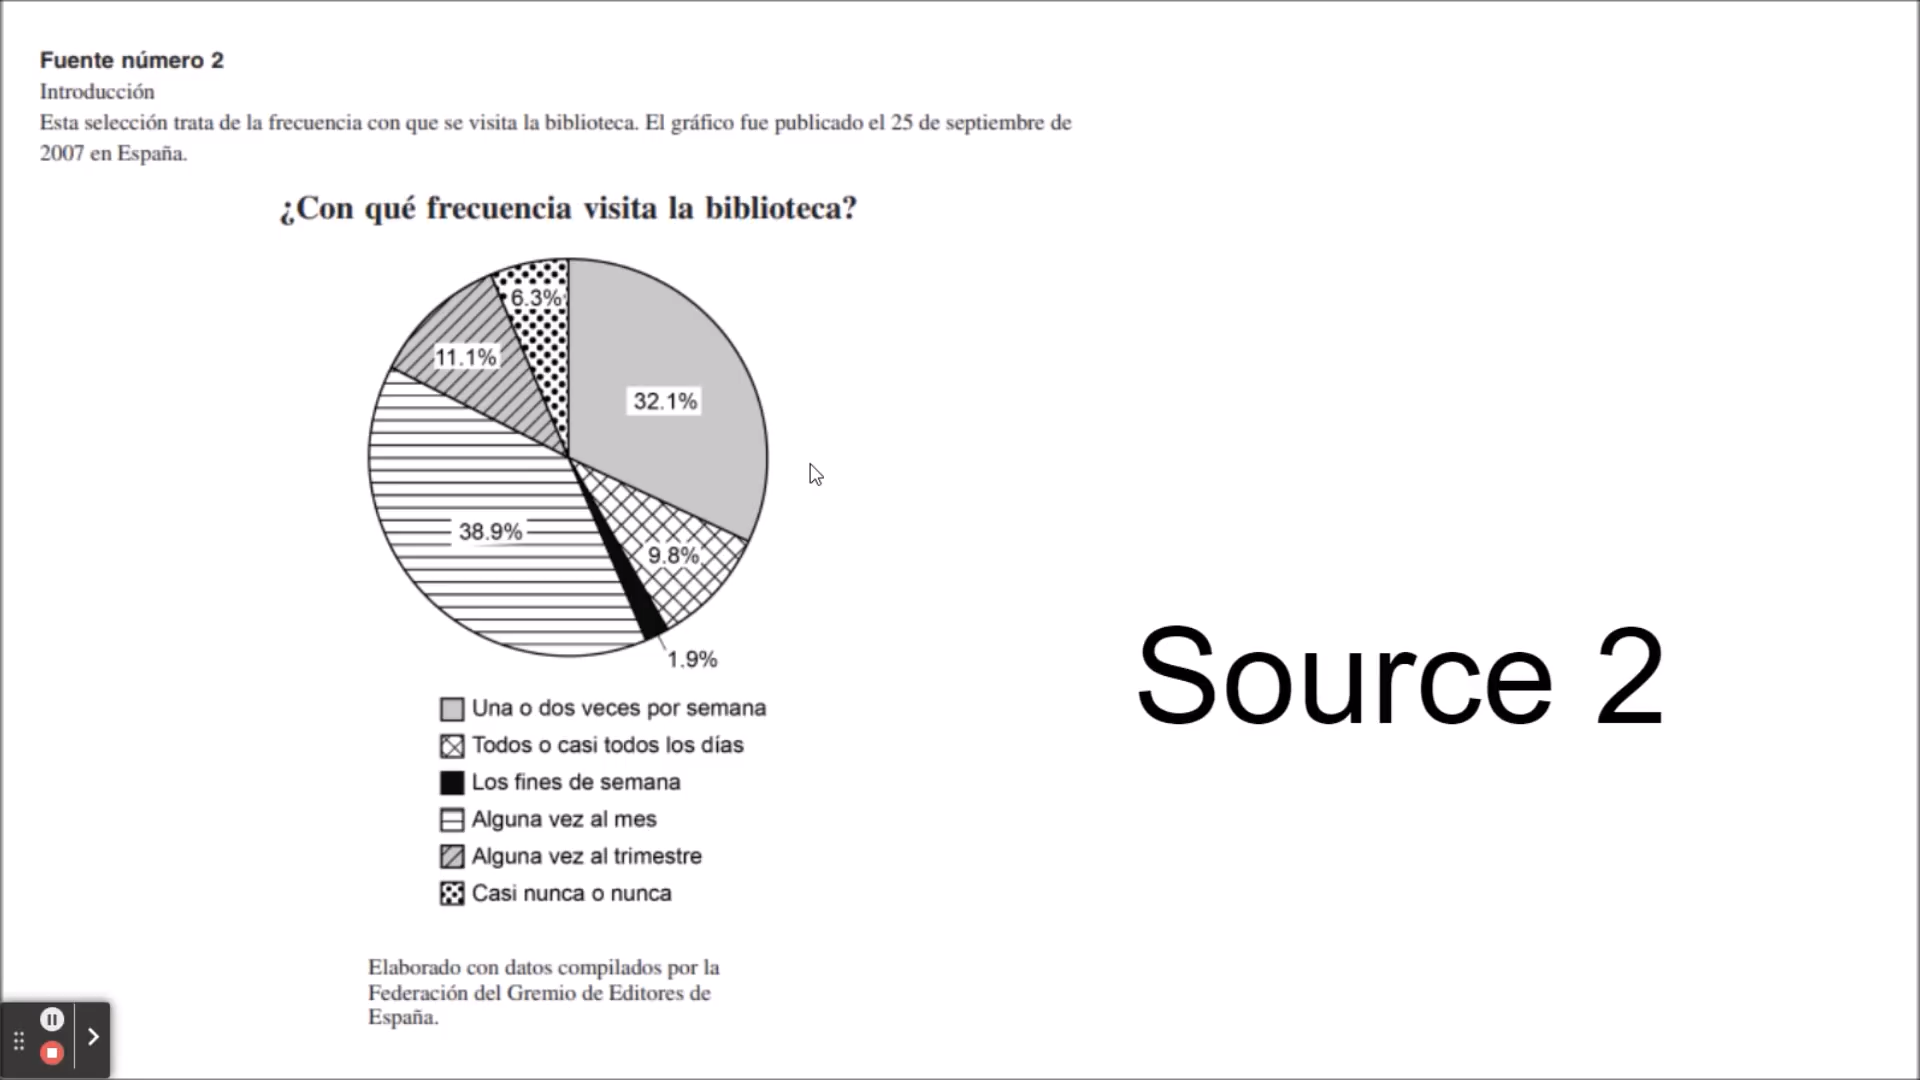 Fuente número 2
Introducción
Esta selección trata de la frecuencia con que se visita la biblioteca. El gráfico fue publicado el 25 de septiembre de
2007 en España.
¿Con qué frecuencia visita la biblioteca?
6.3%
11.1%
32.1%
38.9%
9.8%
1.9%
Una o dos veces por semana
Todos o casi todos los días
Los fines de semana
Alguna vez al mes
Alguna vez al trimestre
Casi nunca o nunca
Source 2
Elaborado con datos compilados por la
Federación del Gremio de Editores de
España.